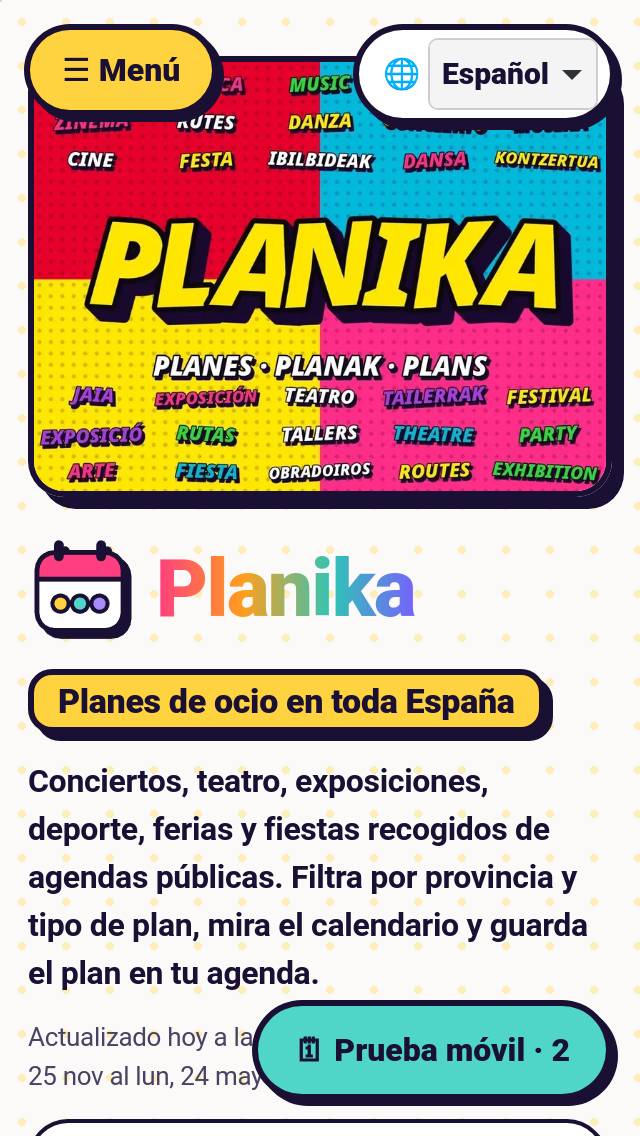 ☰ Menú
🌐 Español
MUSIC
ZINEMA RUTES DANZA
CINE FESTA IBILBIDEAK DANSA KONTZERTUA
PLANIKA
PLANES · PLANAK · PLANS
JAIA EXPOSICIÓN TEATRO TAILERRAK FESTIVAL
EXPOSICIÓ RUTAS TALLERS THEATRE PARTY
ARTE FIESTA OBRADOIROS ROUTES EXHIBITION
Planika
Planes de ocio en toda España
Conciertos, teatro, exposiciones,
deporte, ferias y fiestas recogidos de
agendas públicas. Filtra por provincia y
tipo de plan, mira el calendario y guarda
el plan en tu agenda.
Actualizado hoy a la
25 nov al lun, 24 may
Prueba móvil · 2